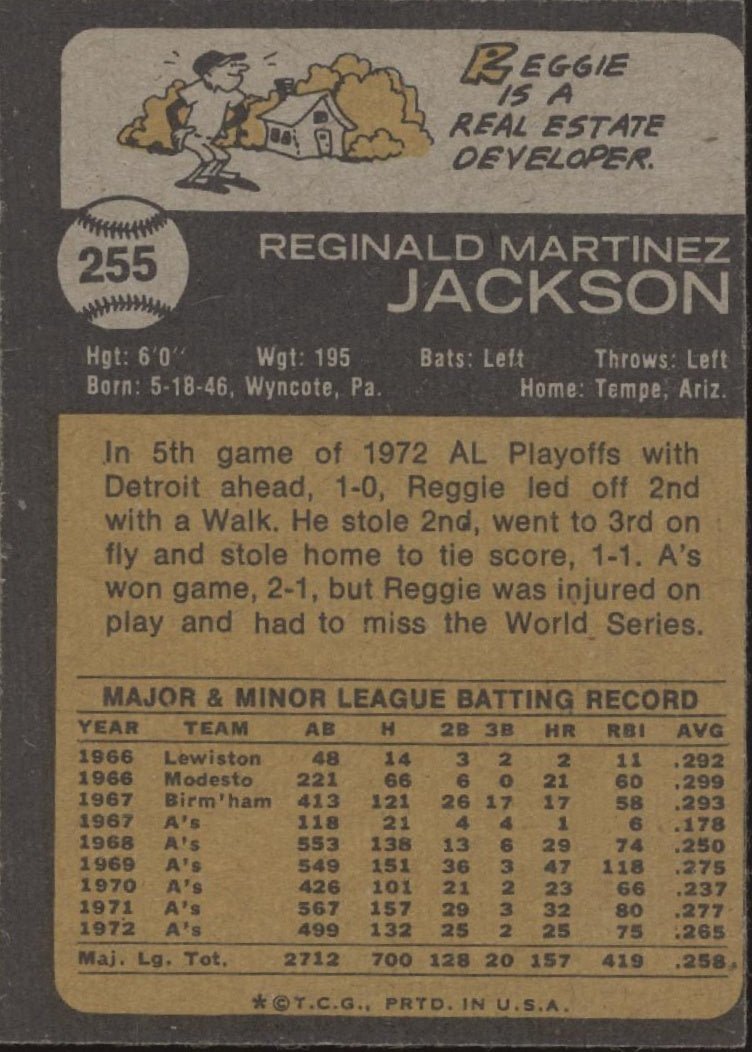 REGGIE
IS A
REAL ESTATE
DEVELOPER.
255
REGINALD MARTINEZ
JACKSON
Hgt: 6'0" Wgt: 195 Bats: Left Throws: Left
Born: 5-18-46, Wyncote, Pa. Home: Tempe, Ariz.
In 5th game of 1972 AL Playoffs with
Detroit ahead, 1-0, Reggie led off 2nd
with a Walk. He stole 2nd, went to 3rd on
fly and stole home to tie score, 1-1. A's
won game, 2-1, but Reggie was injured on
play and had to miss the World Series.
MAJOR & MINOR LEAGUE BATTING RECORD
YEAR TEAM AB H 2B 3B HR RBI AVG
1966 Lewiston 48 14 3 2 2 11 .292
1966 Modesto 221 66 6 0 21 60 .299
1967 Birm'ham 413 121 26 17 17 58 .293
1967 A's 118 21 4 4 1 6 .178
1968 A's 553 138 13 6 29 74 .250
1969 A's 549 151 36 3 47 118 .275
1970 A's 426 101 21 2 23 66 .237
1971 A's 567 157 29 3 32 80 .277
1972 A's 499 132 25 2 25 75 .265
Maj. Lg. Tot. 2712 700 128 20 157 419 .258
*©T.C.G., PRTD. IN U.S.A.